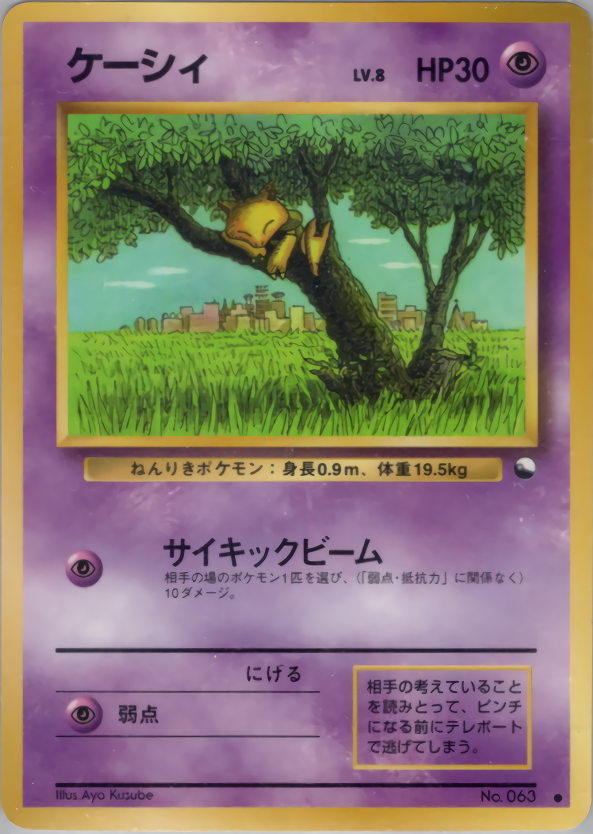 ケーシィ LV.8 HP30
ねんりきポケモン：身長0.9m、体重19.5kg
サイキックビーム
相手の場のポケモン1匹を選び、（「弱点・抵抗力」に関係なく）
10ダメージ。
にげる
弱点
相手の考えていること
を読みとって、ピンチ
になる前にテレポート
で逃げてしまう。
Illus.Aya Kusube
No. 063